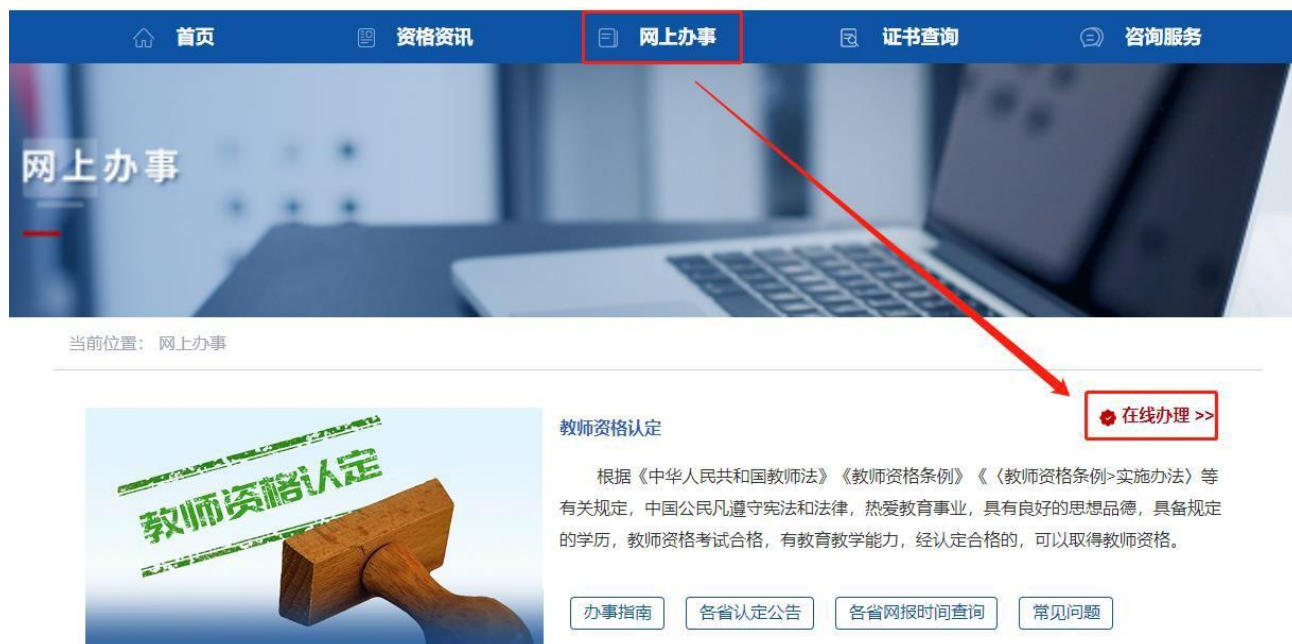 首页 资格资讯 网上办事 证书查询 咨询服务
网上办事
当前位置： 网上办事
教师资格认定
教师资格认定
在线办理 >>
根据《中华人民共和国教师法》《教师资格条例》《〈教师资格条例>实施办法》等
有关规定，中国公民凡遵守宪法和法律，热爱教育事业，具有良好的思想品德，具备规定
的学历，教师资格考试合格，有教育教学能力，经认定合格的，可以取得教师资格。
办事指南 各省认定公告 各省网报时间查询 常见问题